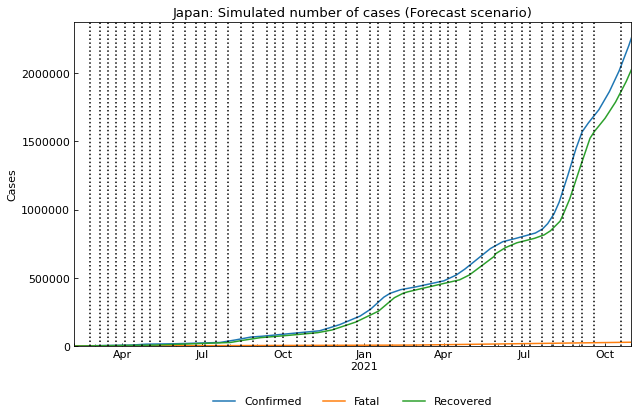 Japan: Simulated number of cases (Forecast scenario)
2000000
1500000
1000000
500000
0
Cases
Apr Jul Oct Jan Apr Jul Oct
2021
Confirmed Fatal Recovered